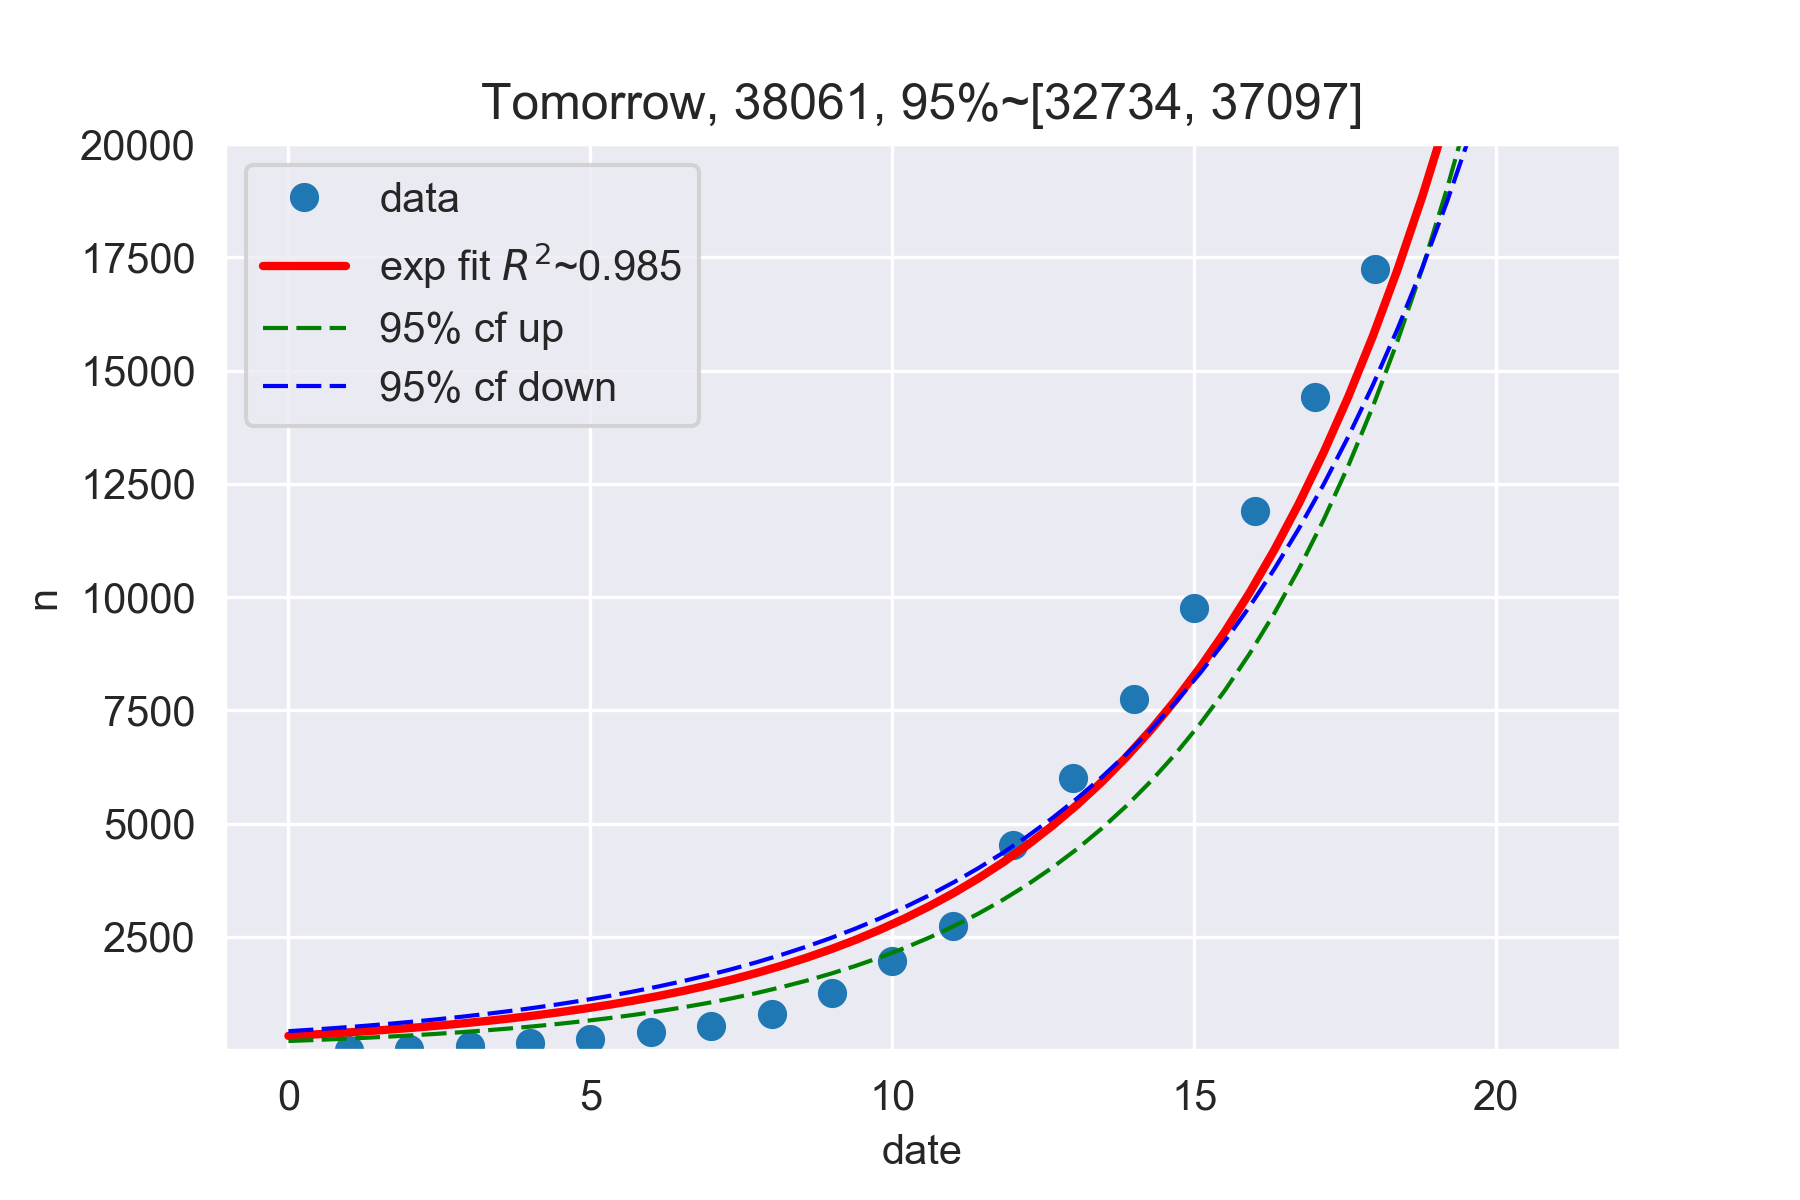 Tomorrow, 38061, 95%~[32734, 37097]
20000
17500
15000
12500
10000
7500
5000
2500
n
data
exp fit R²~0.985
95% cf up
95% cf down
0 5 10 15 20
date